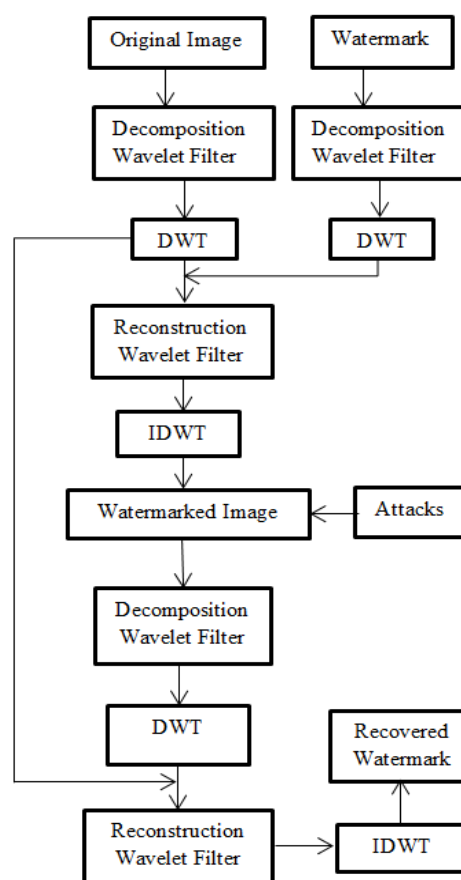 Original Image
Watermark
Decomposition
Wavelet Filter
Decomposition
Wavelet Filter
DWT
DWT
Reconstruction
Wavelet Filter
IDWT
Watermarked Image
Attacks
Decomposition
Wavelet Filter
DWT
Recovered
Watermark
Reconstruction
Wavelet Filter
IDWT